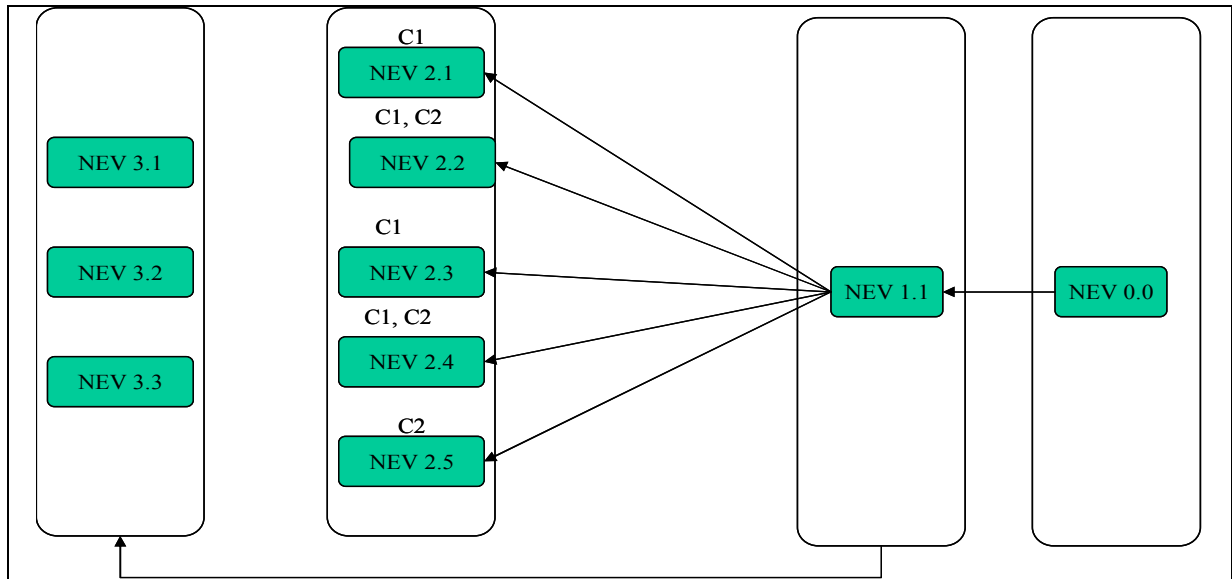 NEV 3.1
NEV 3.2
NEV 3.3
C1
NEV 2.1
C1, C2
NEV 2.2
C1
NEV 2.3
C1, C2
NEV 2.4
C2
NEV 2.5
NEV 1.1
NEV 0.0